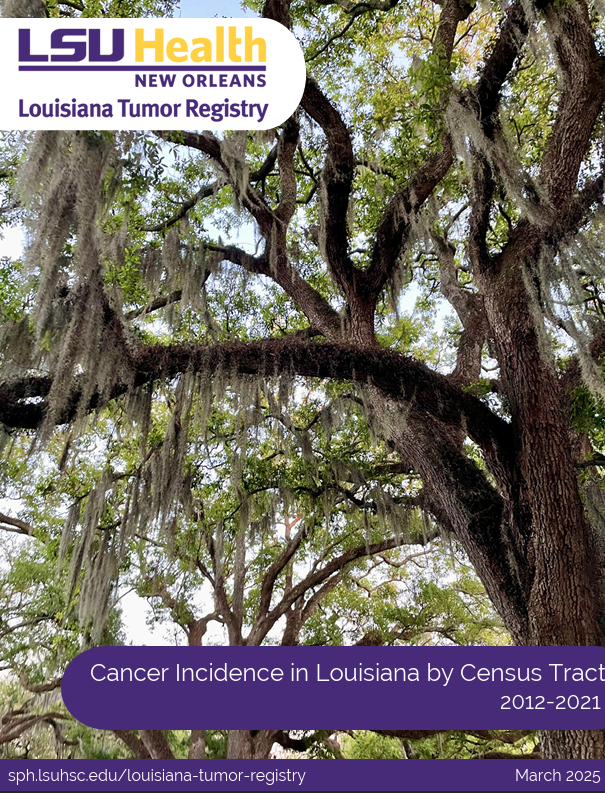 LSU Health
NEW ORLEANS
Louisiana Tumor Registry
Cancer Incidence in Louisiana by Census Tract
2012-2021
sph.lsuhsc.edu/louisiana-tumor-registry
March 2025